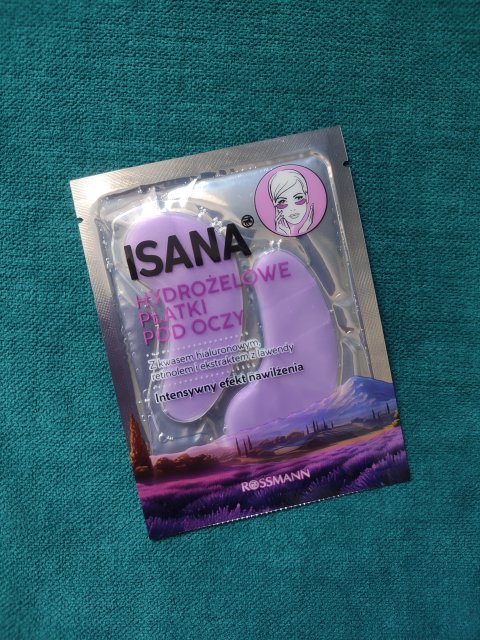 ISANA
HYDROŻELOWE
PŁATKI
POD OCZY
Z kwasem hialuronowym,
retinolem i ekstraktem z lawendy
Intensywny efekt nawilżenia
ROSSMANN